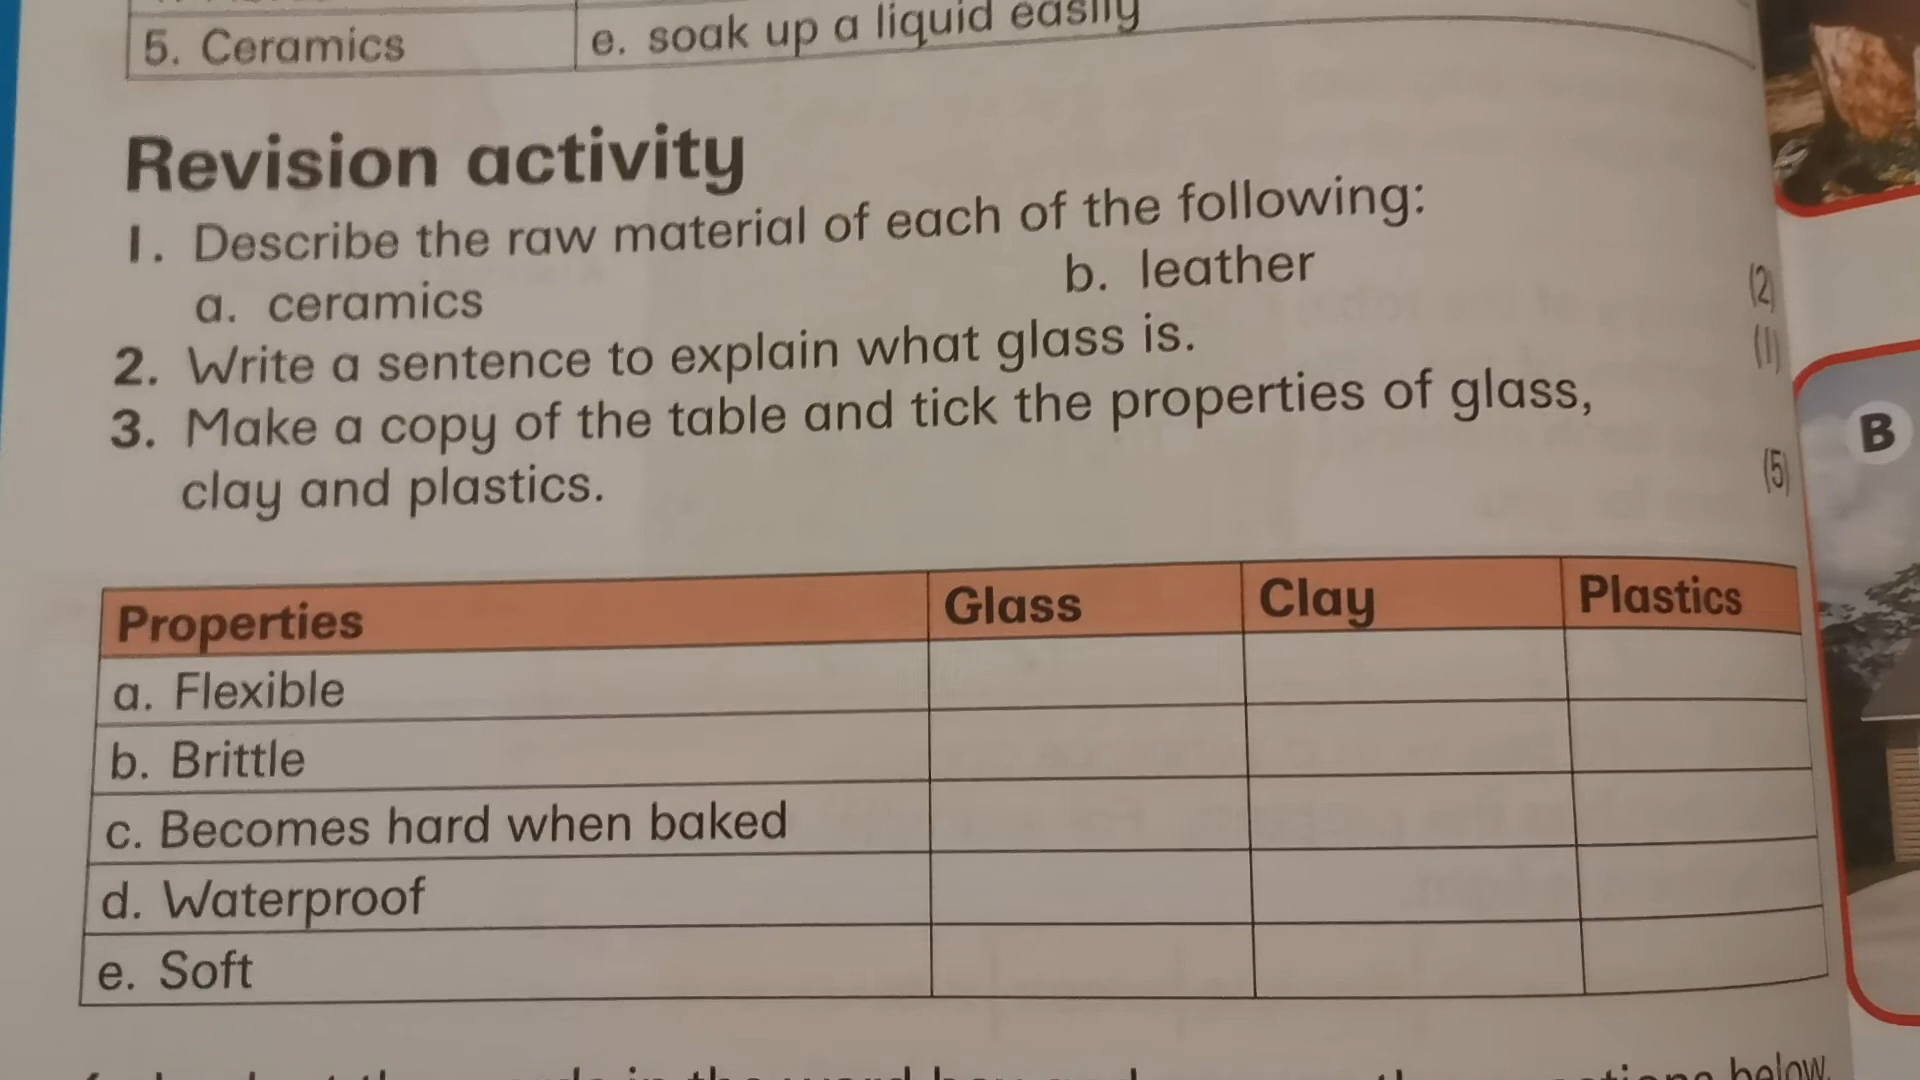 5. Ceramics
e. soak up a liquid easily
Revision activity
1. Describe the raw material of each of the following:
a. ceramics b. leather (2)
2. Write a sentence to explain what glass is. (1)
3. Make a copy of the table and tick the properties of glass,
clay and plastics. (5)
B
Properties Glass Clay Plastics
a. Flexible
b. Brittle
c. Becomes hard when baked
d. Waterproof
e. Soft
below.